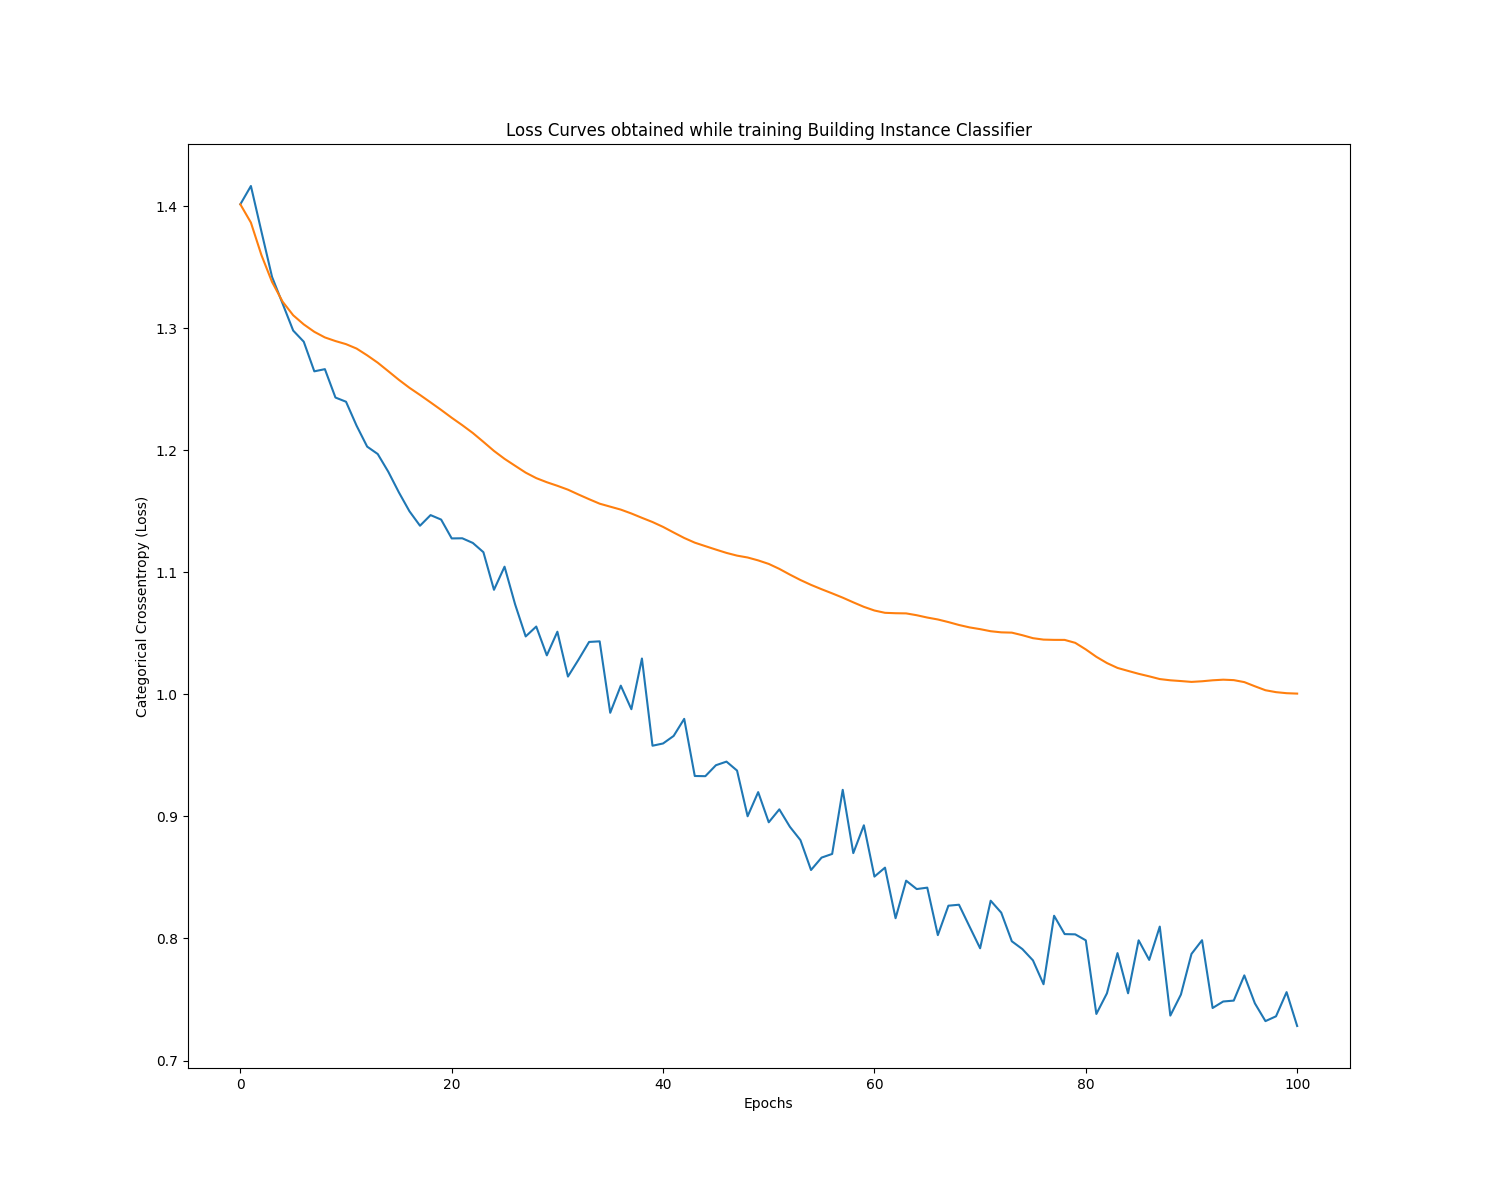 Loss Curves obtained while training Building Instance Classifier
1.4
1.3
1.2
1.1
1.0
0.9
0.8
0.7
Categorical Crossentropy (Loss)
0 20 40 60 80 100
Epochs